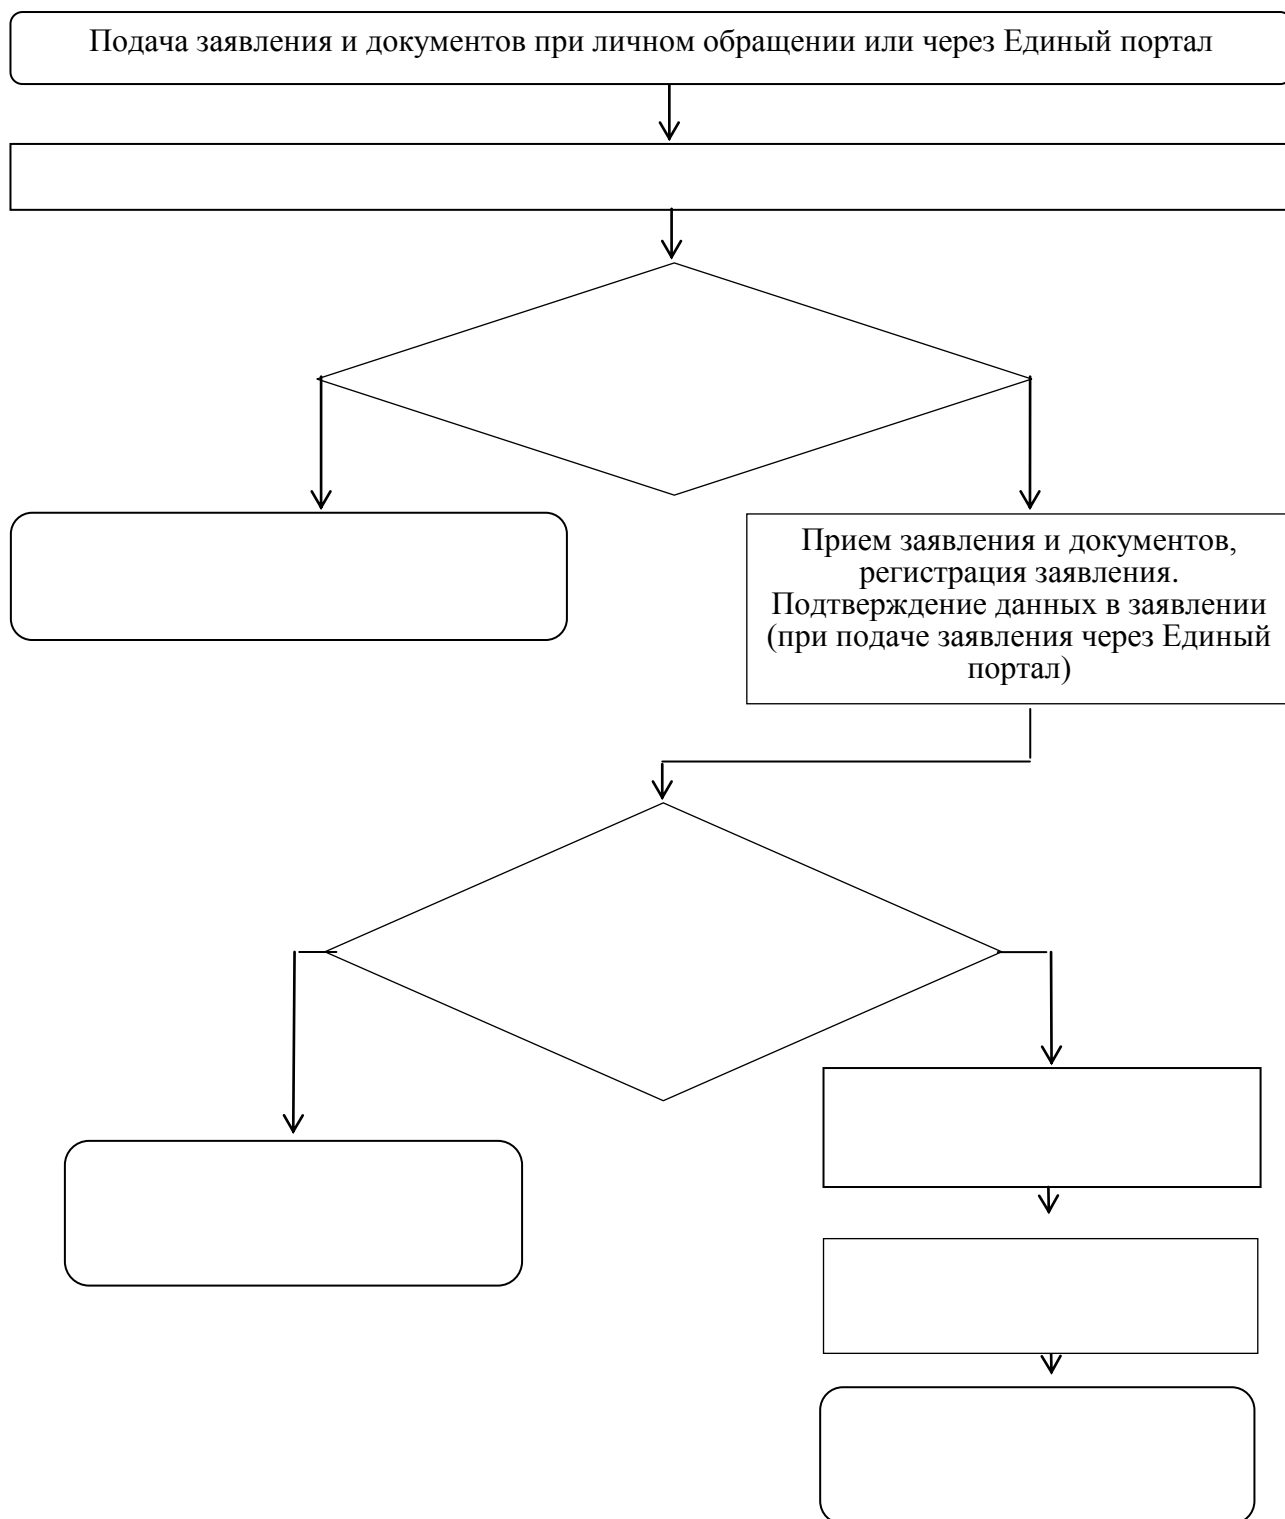 Подача заявления и документов при личном обращении или через Единый портал
Прием заявления и документов,
регистрация заявления.
Подтверждение данных в заявлении
(при подаче заявления через Единый
портал)